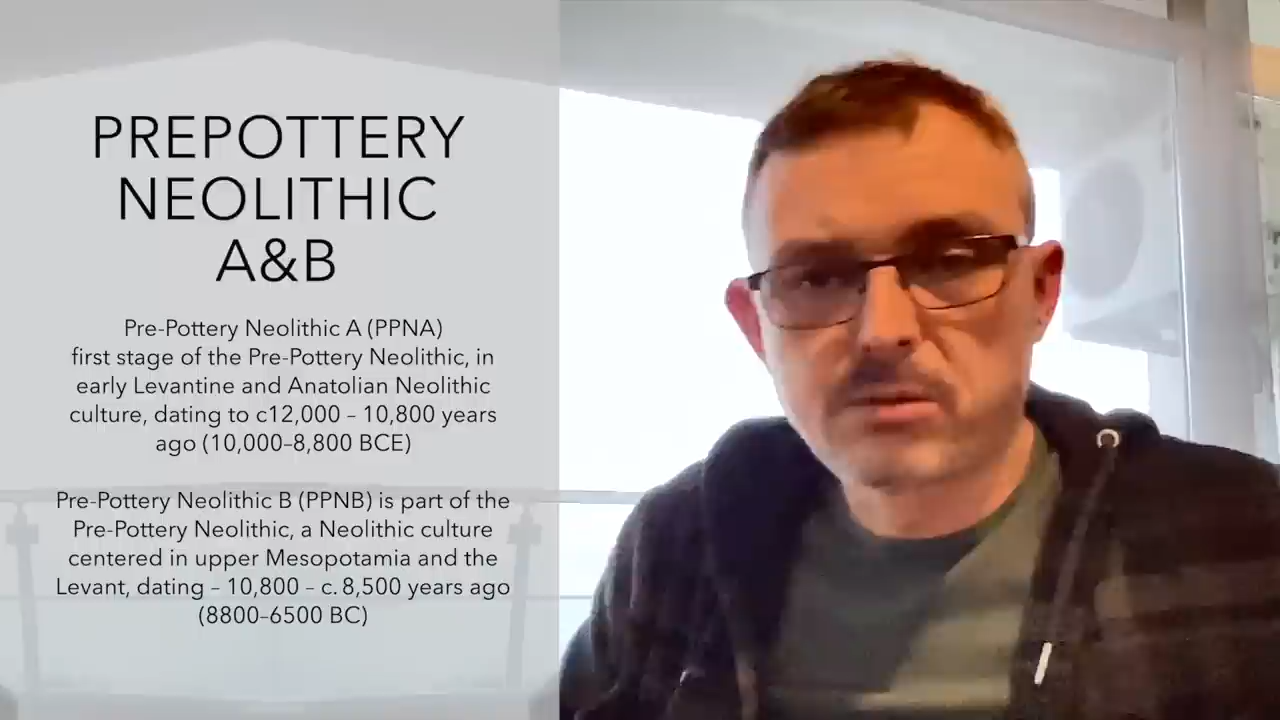 PREPOTTERY
NEOLITHIC
A&B
Pre-Pottery Neolithic A (PPNA)
first stage of the Pre-Pottery Neolithic, in
early Levantine and Anatolian Neolithic
culture, dating to c12,000 – 10,800 years
ago (10,000–8,800 BCE)
Pre-Pottery Neolithic B (PPNB) is part of the
Pre-Pottery Neolithic, a Neolithic culture
centered in upper Mesopotamia and the
Levant, dating – 10,800 – c. 8,500 years ago
(8800–6500 BC)